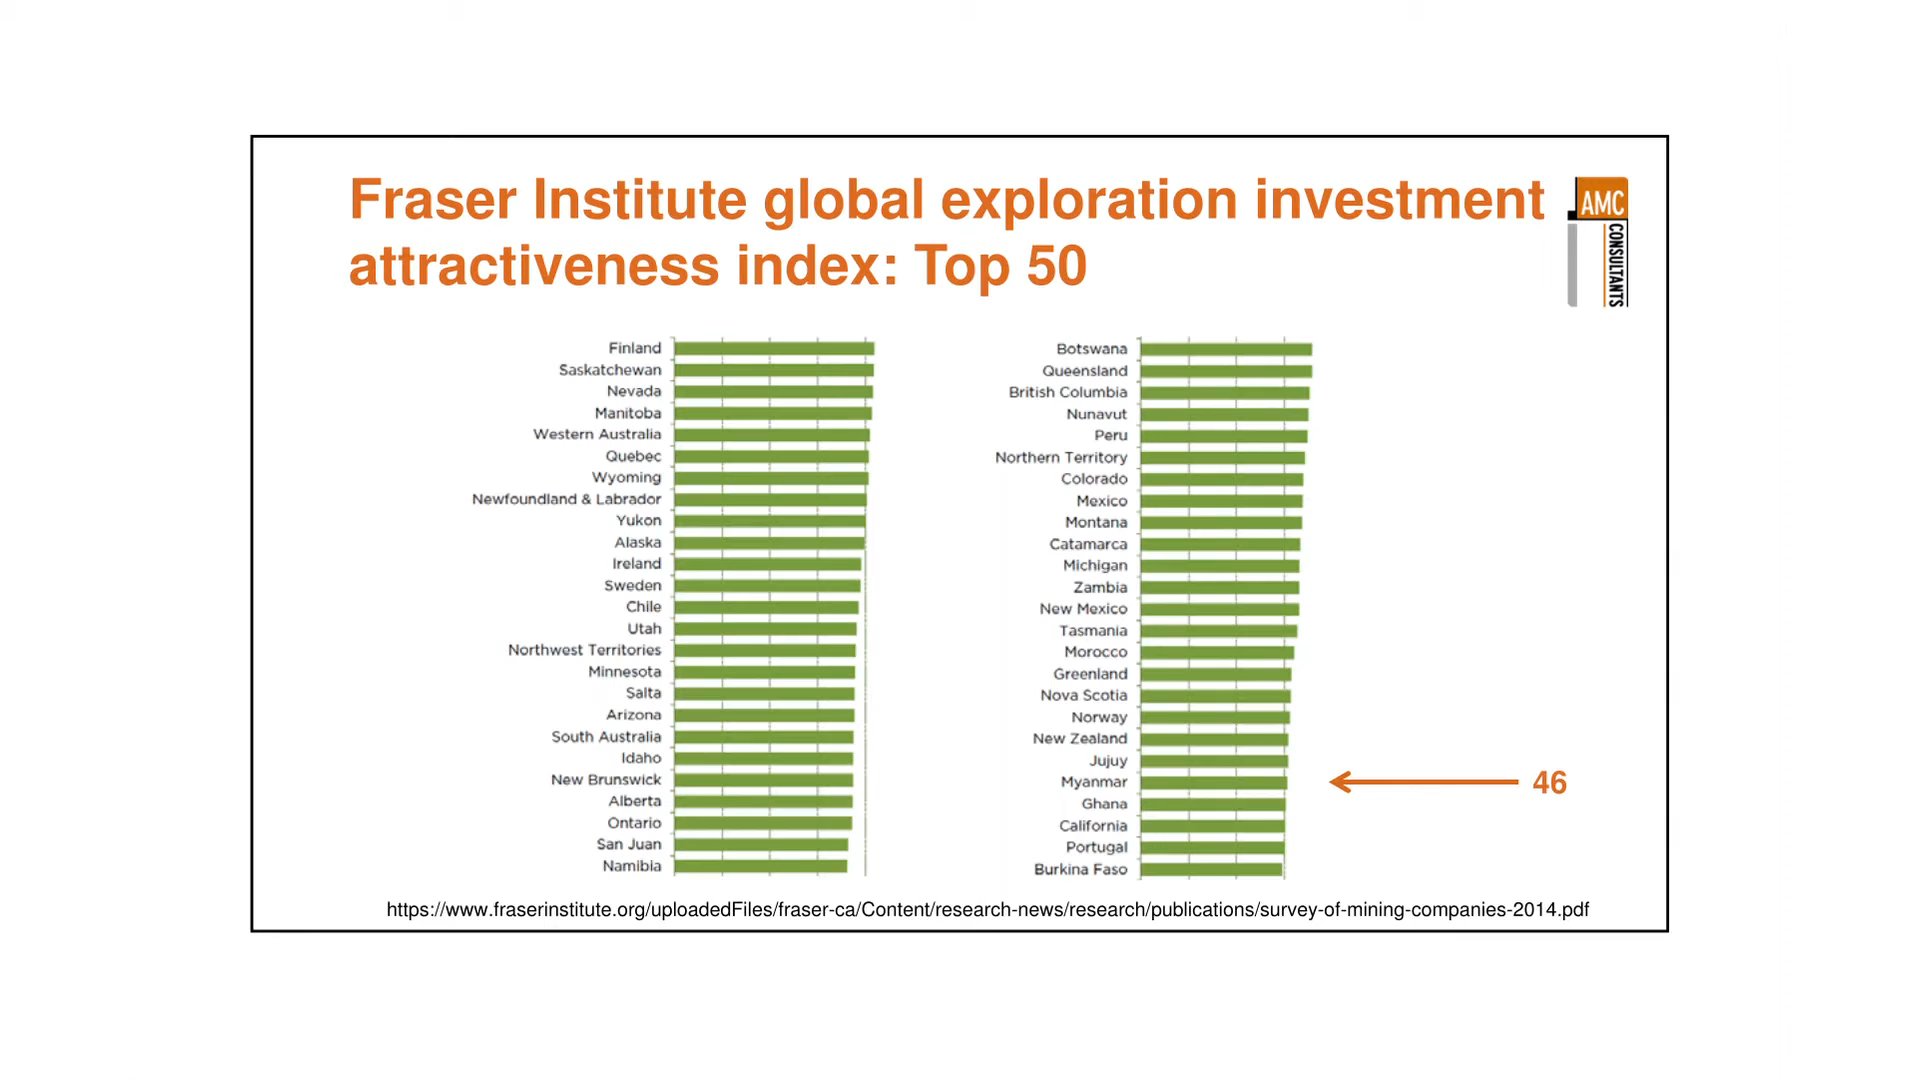 Fraser Institute global exploration investment
attractiveness index: Top 50
AMC
CONSULTANTS
Finland
Saskatchewan
Nevada
Manitoba
Western Australia
Quebec
Wyoming
Newfoundland & Labrador
Yukon
Alaska
Ireland
Sweden
Chile
Utah
Northwest Territories
Minnesota
Salta
Arizona
South Australia
Idaho
New Brunswick
Alberta
Ontario
San Juan
Namibia
Botswana
Queensland
British Columbia
Nunavut
Peru
Northern Territory
Colorado
Mexico
Montana
Catamarca
Michigan
Zambia
New Mexico
Tasmania
Morocco
Greenland
Nova Scotia
Norway
New Zealand
Jujuy
Myanmar
46
Ghana
California
Portugal
Burkina Faso
https://www.fraserinstitute.org/uploadedFiles/fraser-ca/Content/research-news/research/publications/survey-of-mining-companies-2014.pdf